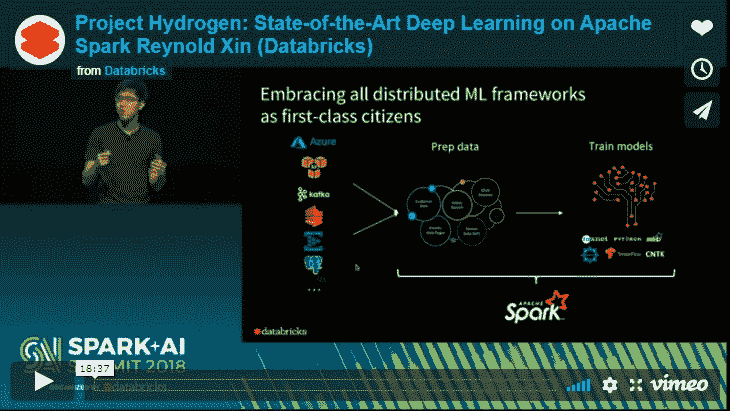 Project Hydrogen: State-of-the-Art Deep Learning on Apache
Spark Reynold Xin (Databricks)
from Databricks
Embracing all distributed ML frameworks
as first-class citizens
Azure
Prep data
Train models
kafka
mxnet PYTORCH
TensorFlow CNTK
...
APACHE
Spark
databricks
SPARK+AI
SUMMIT 2018
18:37
vimeo